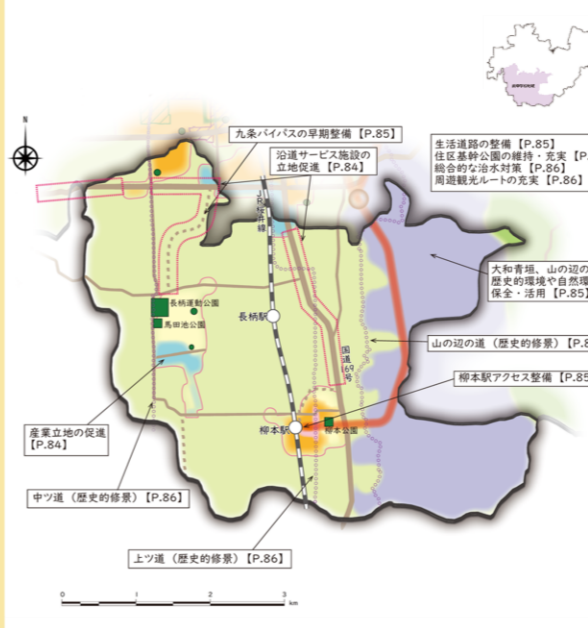 九条バイパスの早期整備【P.85】
沿道サービス施設の
立地促進【P.84】
生活道路の整備【P.85】
住区基幹公園の維持・充実【P.
総合的な治水対策【P.86】
周遊観光ルートの充実【P.86】
N
JR桜井線
大和青垣、山の辺の
歴史的環境や自然環
保全・活用【P.85】
長柄運動公園
馬田池公園
長柄駅
国道169号
山の辺の道（歴史的修景）【P.8
柳本駅アクセス整備【P.85
柳本駅
柳本公園
産業立地の促進
【P.84】
中ツ道（歴史的修景）【P.86】
上ツ道（歴史的修景）【P.86】
0 1 2 3 km